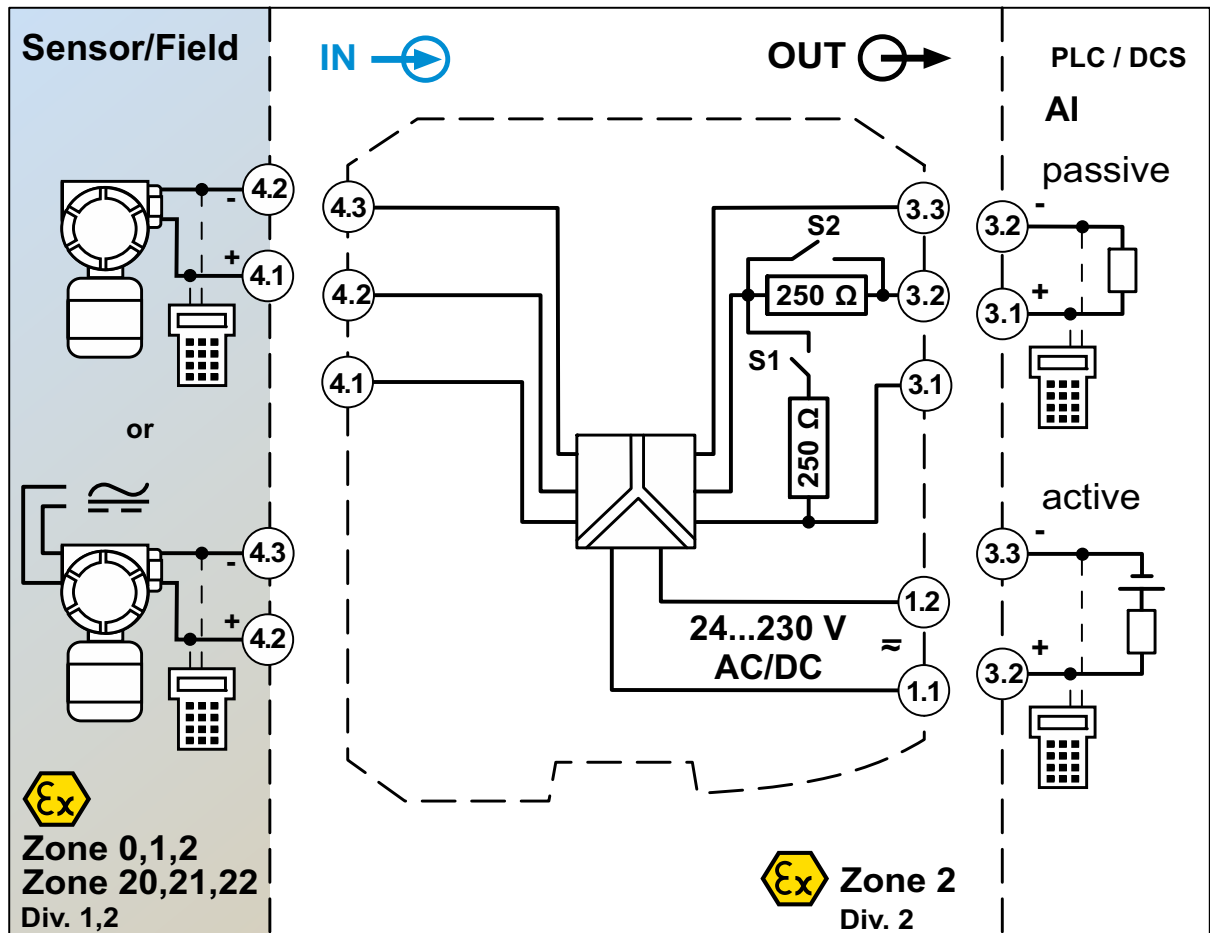 Sensor/Field
4.2
-
+
4.1
or
4.3
-
+
4.2
Ex
Zone 0,1,2
Zone 20,21,22
Div. 1,2
IN
OUT
4.3
4.2
4.1
3.3
S2
250 Ω
3.2
S1
250 Ω
3.1
1.2
24...230 V
AC/DC
1.1
Ex
Zone 2
Div. 2
PLC / DCS
AI
passive
-
3.2
+
3.1
active
-
3.3
+
3.2